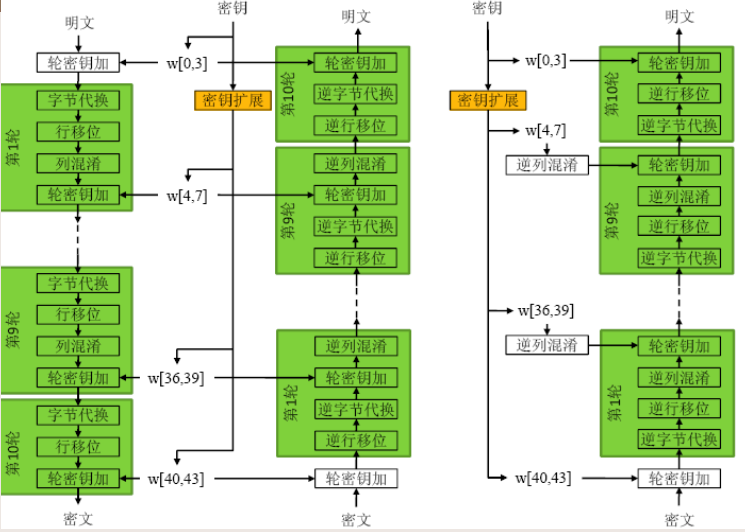 明文
轮密钥加
第1轮
字节代换
行移位
列混淆
轮密钥加
第9轮
字节代换
行移位
列混淆
轮密钥加
第10轮
字节代换
行移位
轮密钥加
密文
密钥
w[0,3]
密钥扩展
w[4,7]
w[36,39]
w[40,43]
明文
第10轮
轮密钥加
逆字节代换
逆行移位
第9轮
逆列混淆
轮密钥加
逆字节代换
逆行移位
第1轮
逆列混淆
轮密钥加
逆字节代换
逆行移位
轮密钥加
密文
密钥
w[0,3]
密钥扩展
w[4,7]
逆列混淆
w[36,39]
逆列混淆
w[40,43]
明文
第10轮
轮密钥加
逆行移位
逆字节代换
第9轮
轮密钥加
逆列混淆
逆行移位
逆字节代换
第1轮
轮密钥加
逆列混淆
逆行移位
逆字节代换
轮密钥加
密文